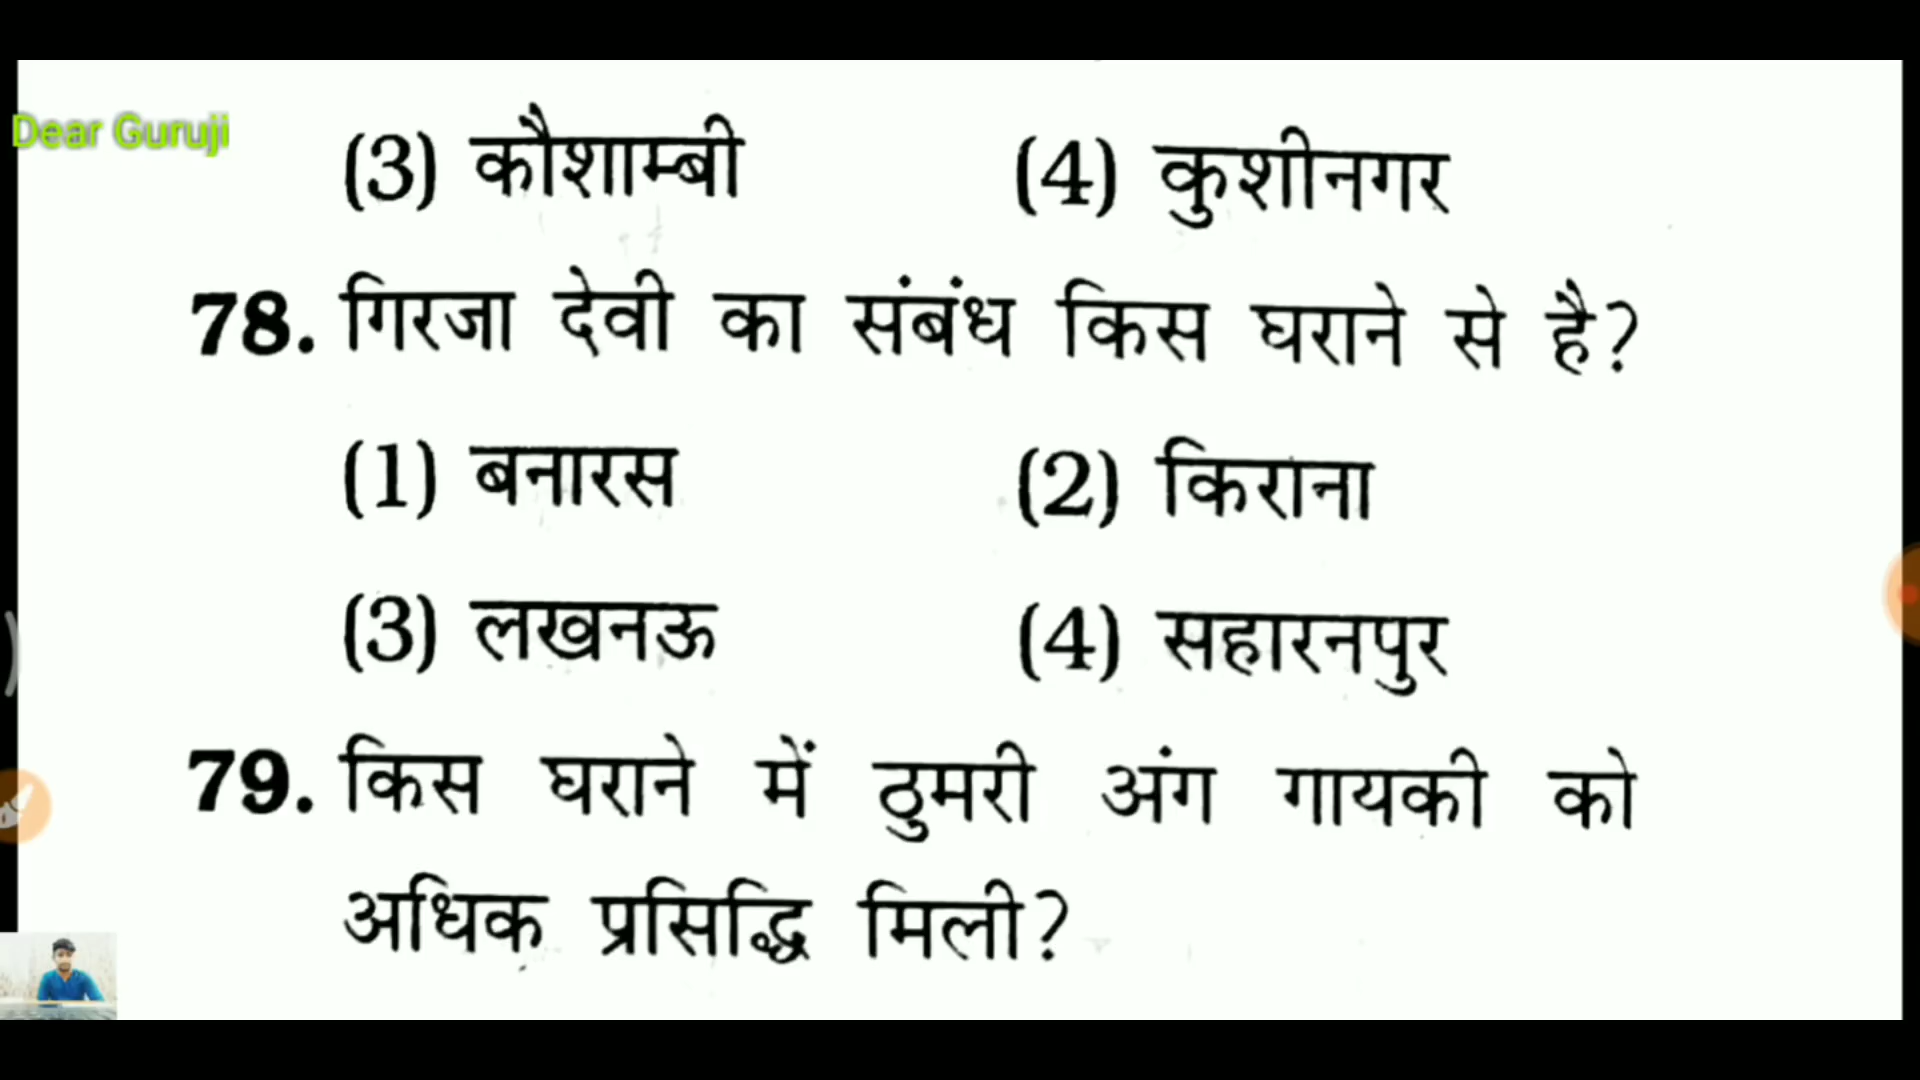 Dear Guruji
(3) कौशाम्बी (4) कुशीनगर
78. गिरजा देवी का संबंध किस घराने से है?
(1) बनारस (2) किराना
(3) लखनऊ (4) सहारनपुर
79. किस घराने में ठुमरी अंग गायकी को
अधिक प्रसिद्धि मिली?